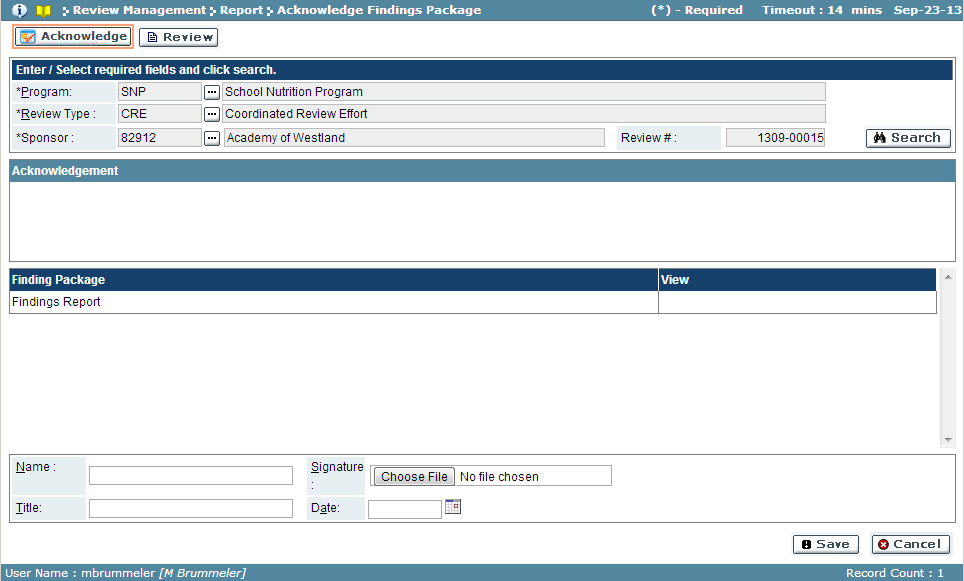 Review Management Report Acknowledge Findings Package (*) - Required Timeout : 14 mins Sep-23-13
Acknowledge Review
Enter / Select required fields and click search.
*Program: SNP ... School Nutrition Program
*Review Type : CRE ... Coordinated Review Effort
*Sponsor : 82912 ... Academy of Westland Review # : 1309-00015 Search
Acknowledgement
Finding Package View
Findings Report
Name : Signature : Choose File No file chosen
Title: Date:
Save Cancel
User Name : mbrummeler [M Brummeler] Record Count : 1